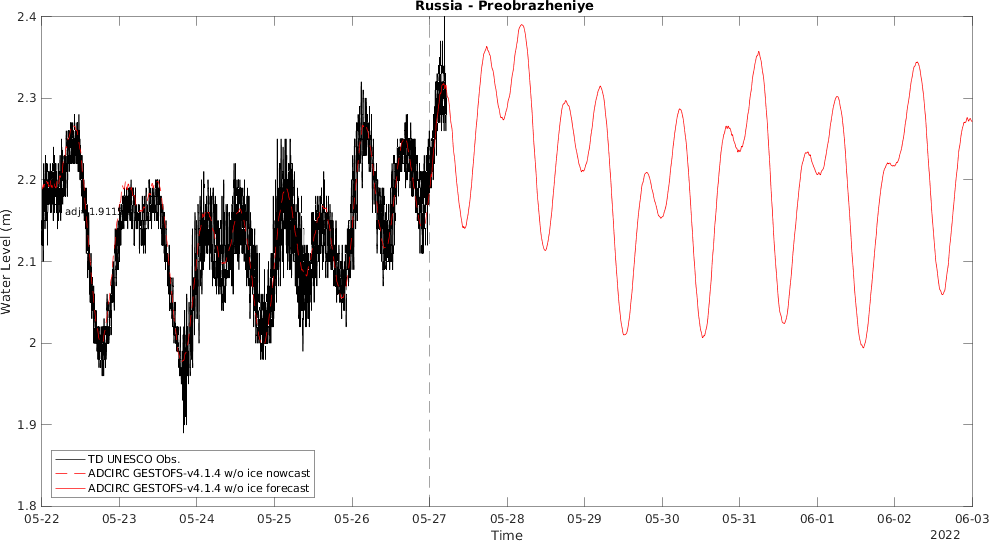 Russia - Preobrazheniye
Water Level (m)
2.4
2.3
2.2
2.1
2
1.9
1.8
TD UNESCO Obs.
ADCIRC GESTOFS-v4.1.4 w/o ice nowcast
ADCIRC GESTOFS-v4.1.4 w/o ice forecast
05-22 05-23 05-24 05-25 05-26 05-27 05-28 05-29 05-30 05-31 06-01 06-02 06-03
Time
2022